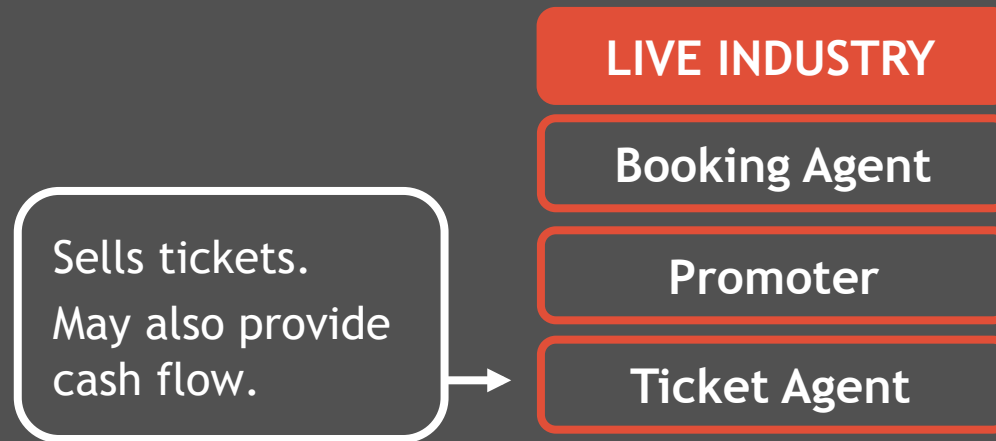 LIVE INDUSTRY
Booking Agent
Promoter
Ticket Agent
Sells tickets.
May also provide
cash flow.